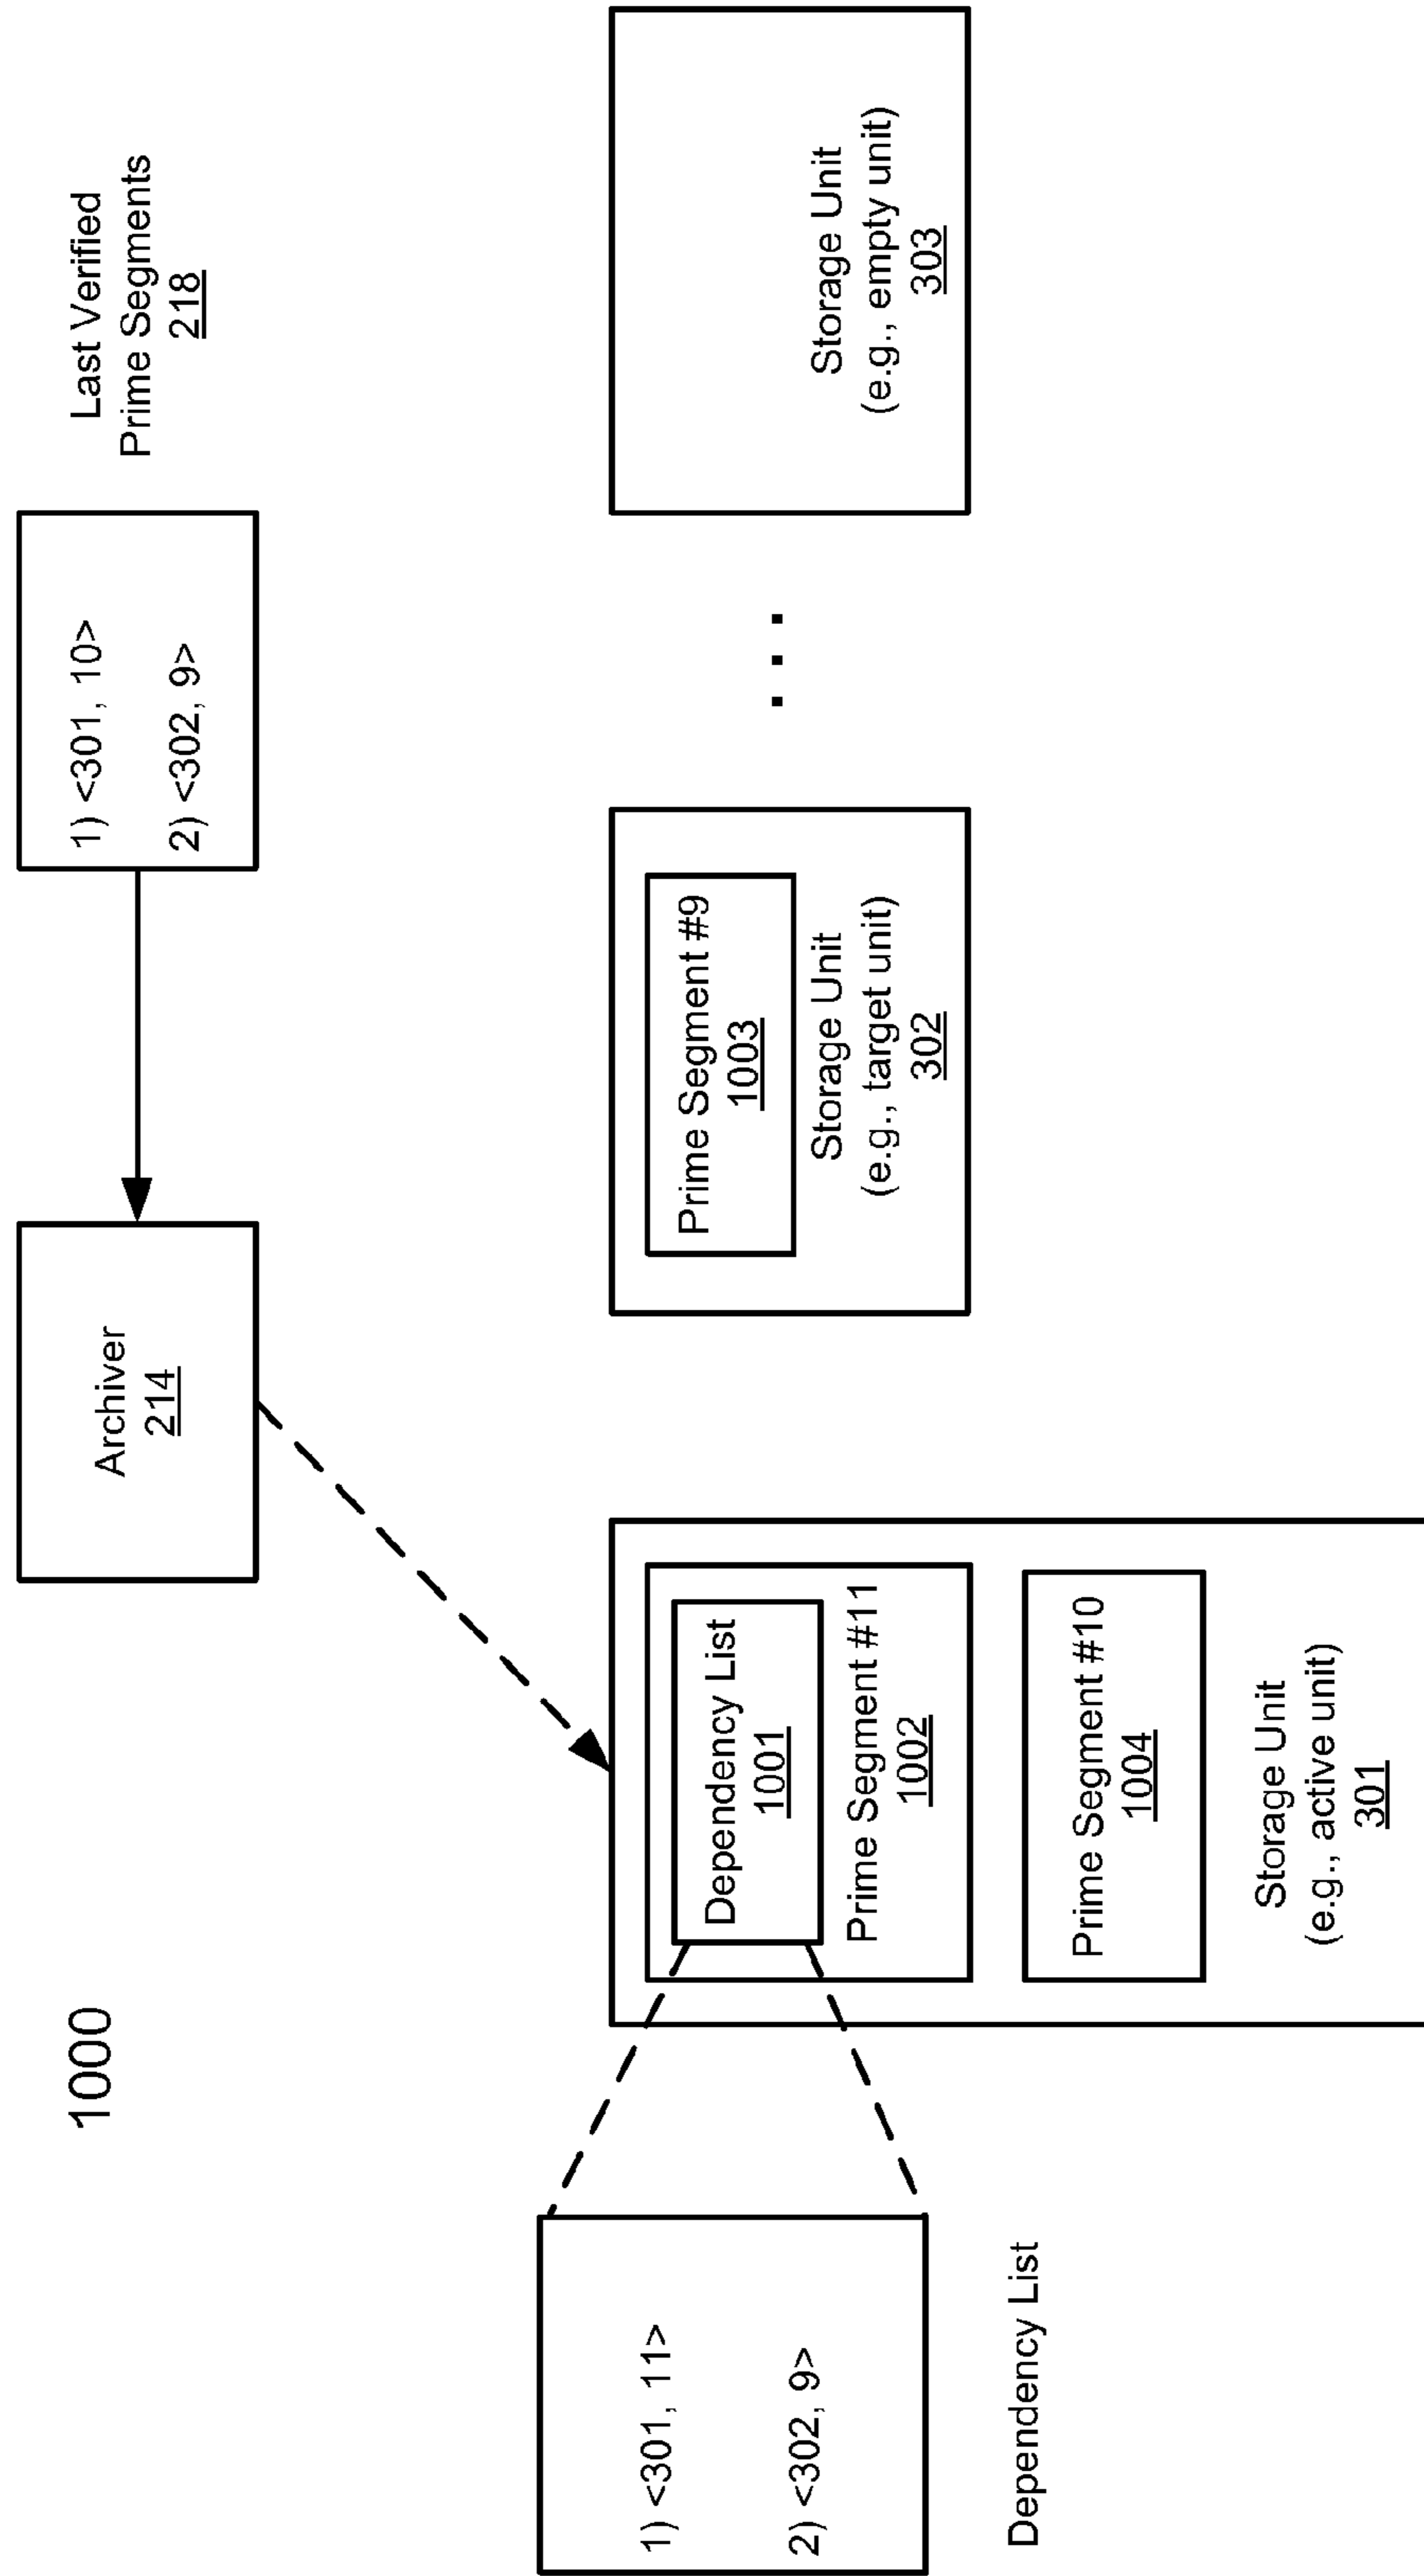 1000
Archiver
214
1) <301, 10>
2) <302, 9>
Last Verified
Prime Segments
218
1) <301, 11>
2) <302, 9>
Dependency List
Dependency List
1001
Prime Segment #11
1002
Prime Segment #10
1004
Storage Unit
(e.g., active unit)
301
Prime Segment #9
1003
Storage Unit
(e.g., target unit)
302
. . .
Storage Unit
(e.g., empty unit)
303